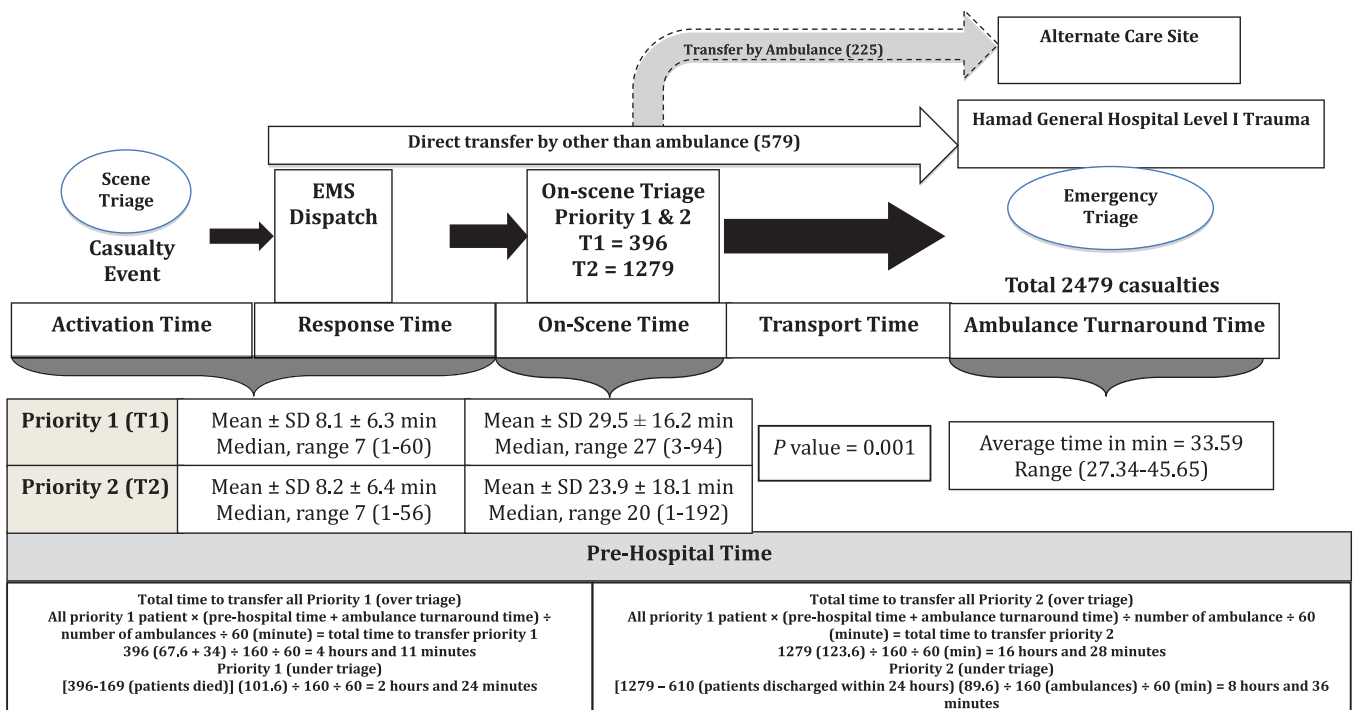 Transfer by Ambulance (225)
Alternate Care Site
Direct transfer by other than ambulance (579)
Hamad General Hospital Level I Trauma
Scene
Triage
Casualty
Event
EMS
Dispatch
On-scene Triage
Priority 1 & 2
T1 = 396
T2 = 1279
Emergency
Triage
Total 2479 casualties
Activation Time
Response Time
On-Scene Time
Transport Time
Ambulance Turnaround Time
Priority 1 (T1)
Mean ± SD 8.1 ± 6.3 min
Median, range 7 (1-60)
Mean ± SD 29.5 ± 16.2 min
Median, range 27 (3-94)
Priority 2 (T2)
Mean ± SD 8.2 ± 6.4 min
Median, range 7 (1-56)
Mean ± SD 23.9 ± 18.1 min
Median, range 20 (1-192)
P value = 0.001
Average time in min = 33.59
Range (27.34-45.65)
Pre-Hospital Time
Total time to transfer all Priority 1 (over triage)
All priority 1 patient × (pre-hospital time + ambulance turnaround time) ÷
number of ambulances ÷ 60 (minute) = total time to transfer priority 1
396 (67.6 + 34) ÷ 160 ÷ 60 = 4 hours and 11 minutes
Priority 1 (under triage)
[396-169 (patients died)] (101.6) ÷ 160 ÷ 60 = 2 hours and 24 minutes
Total time to transfer all Priority 2 (over triage)
All priority 1 patient × (pre-hospital time + ambulance turnaround time) ÷ number of ambulance ÷ 60
(minute) = total time to transfer priority 2
1279 (123.6) ÷ 160 ÷ 60 (min) = 16 hours and 28 minutes
Priority 2 (under triage)
[1279 – 610 (patients discharged within 24 hours) (89.6) ÷ 160 (ambulances) ÷ 60 (min) = 8 hours and 36
minutes